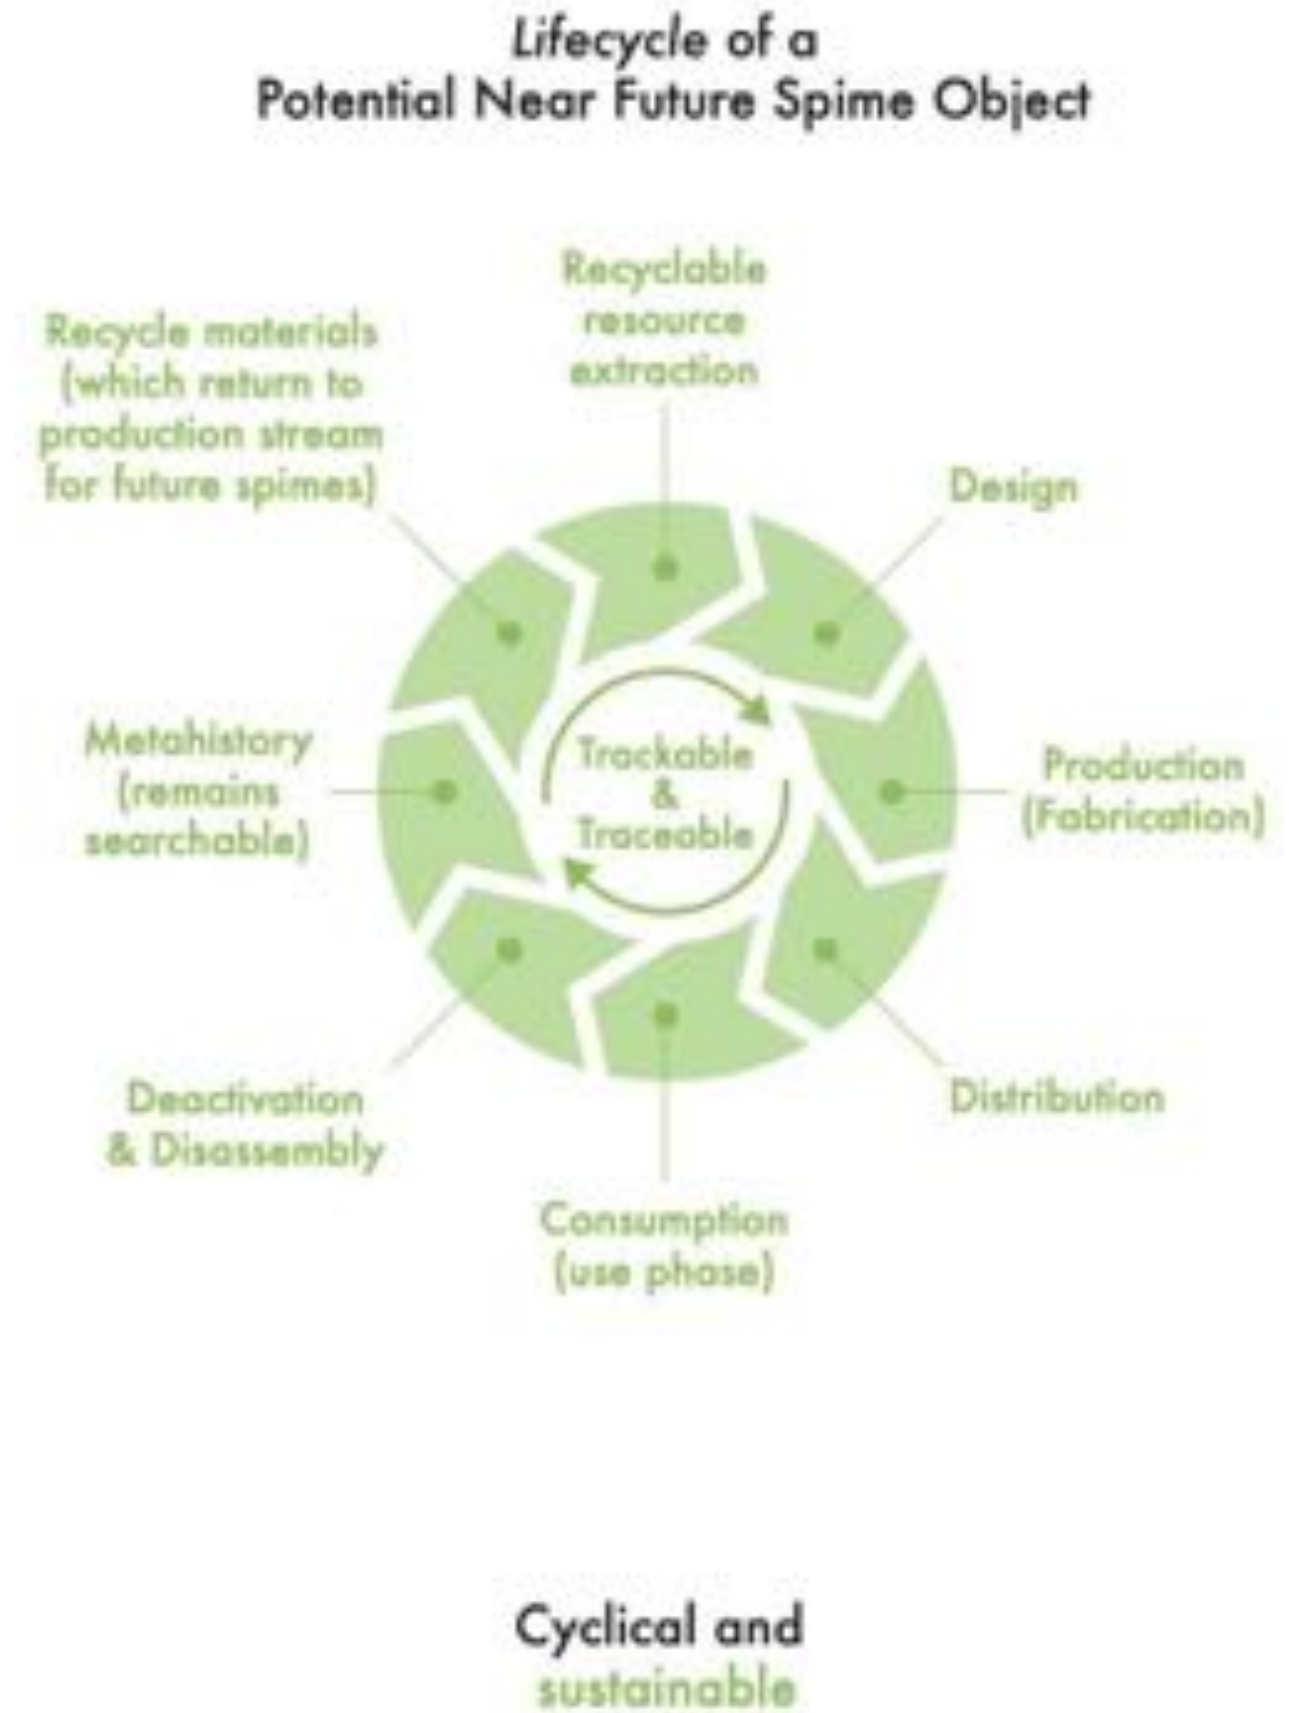 Lifecycle of a
Potential Near Future Spime Object
Recyclable
resource
extraction
Design
Production
(Fabrication)
Distribution
Consumption
(use phase)
Deactivation
& Disassembly
Metahistory
(remains
searchable)
Recycle materials
(which return to
production stream
for future spimes)
Trackable
&
Traceable
Cyclical and
sustainable